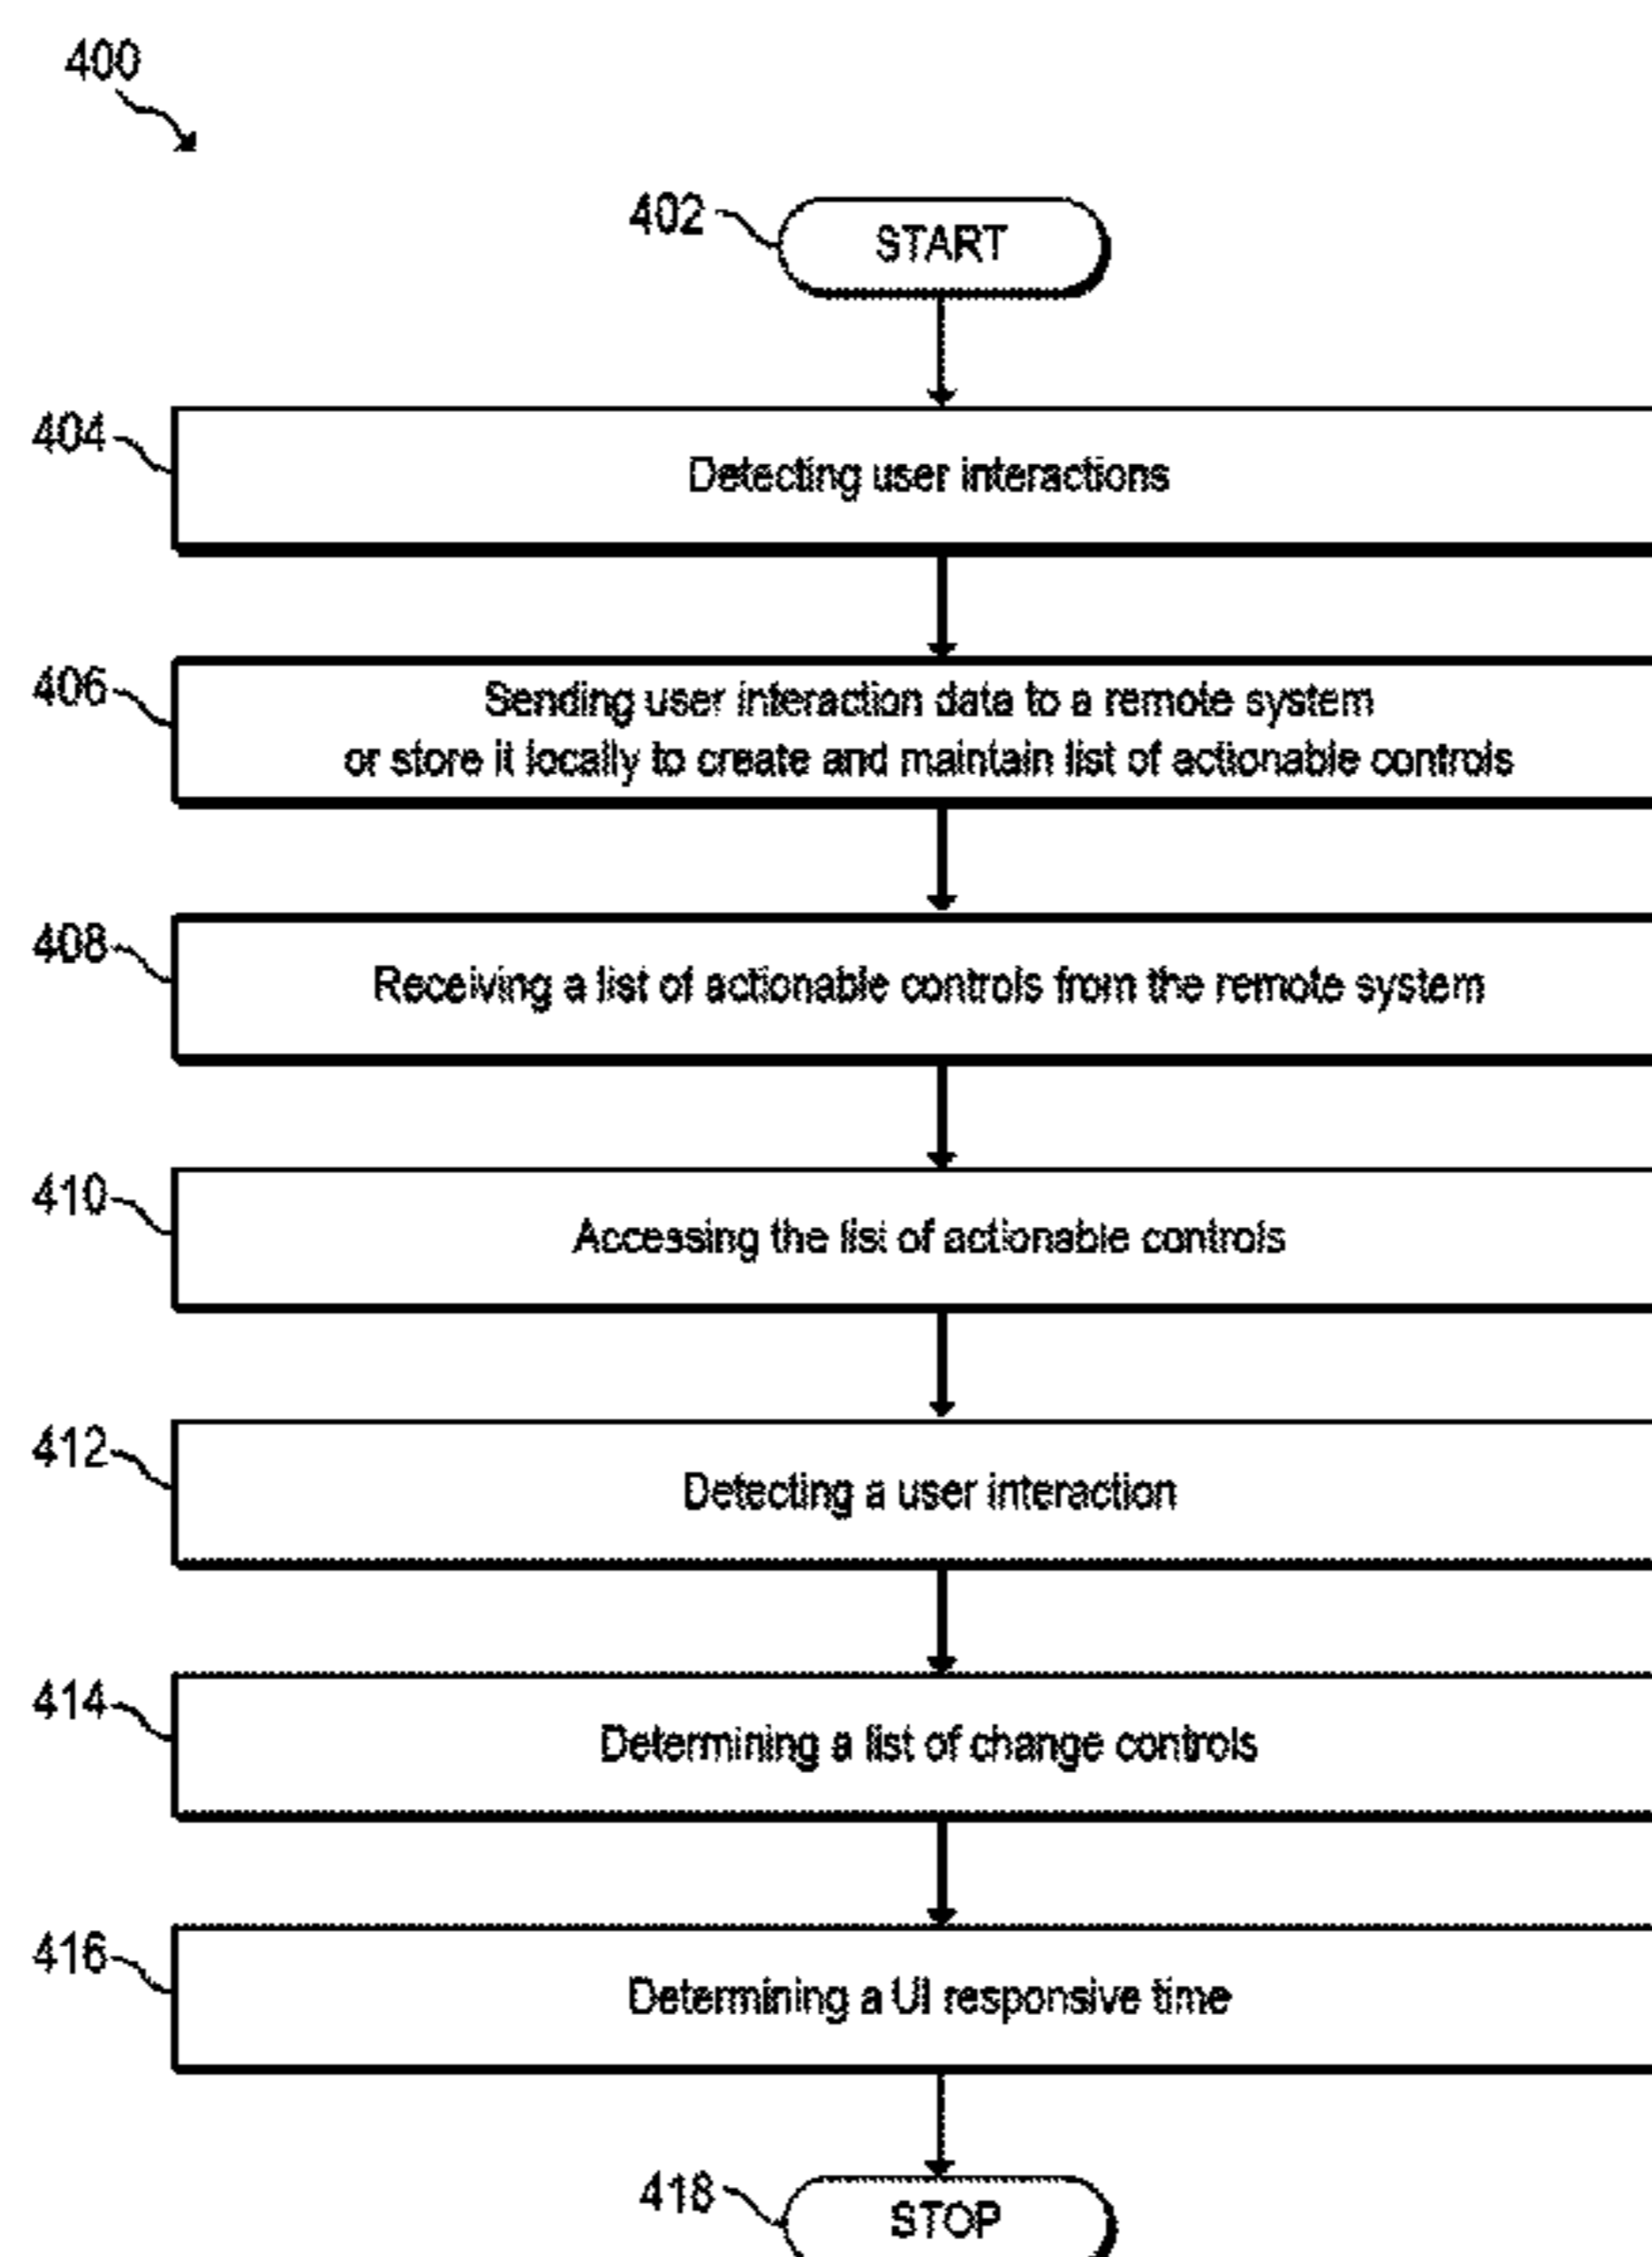 400
402
START
404
Detecting user interactions
406
Sending user interaction data to a remote system
or store it locally to create and maintain list of actionable controls
408
Receiving a list of actionable controls from the remote system
410
Accessing the list of actionable controls
412
Detecting a user interaction
414
Determining a list of change controls
416
Determining a UI responsive time
418
STOP